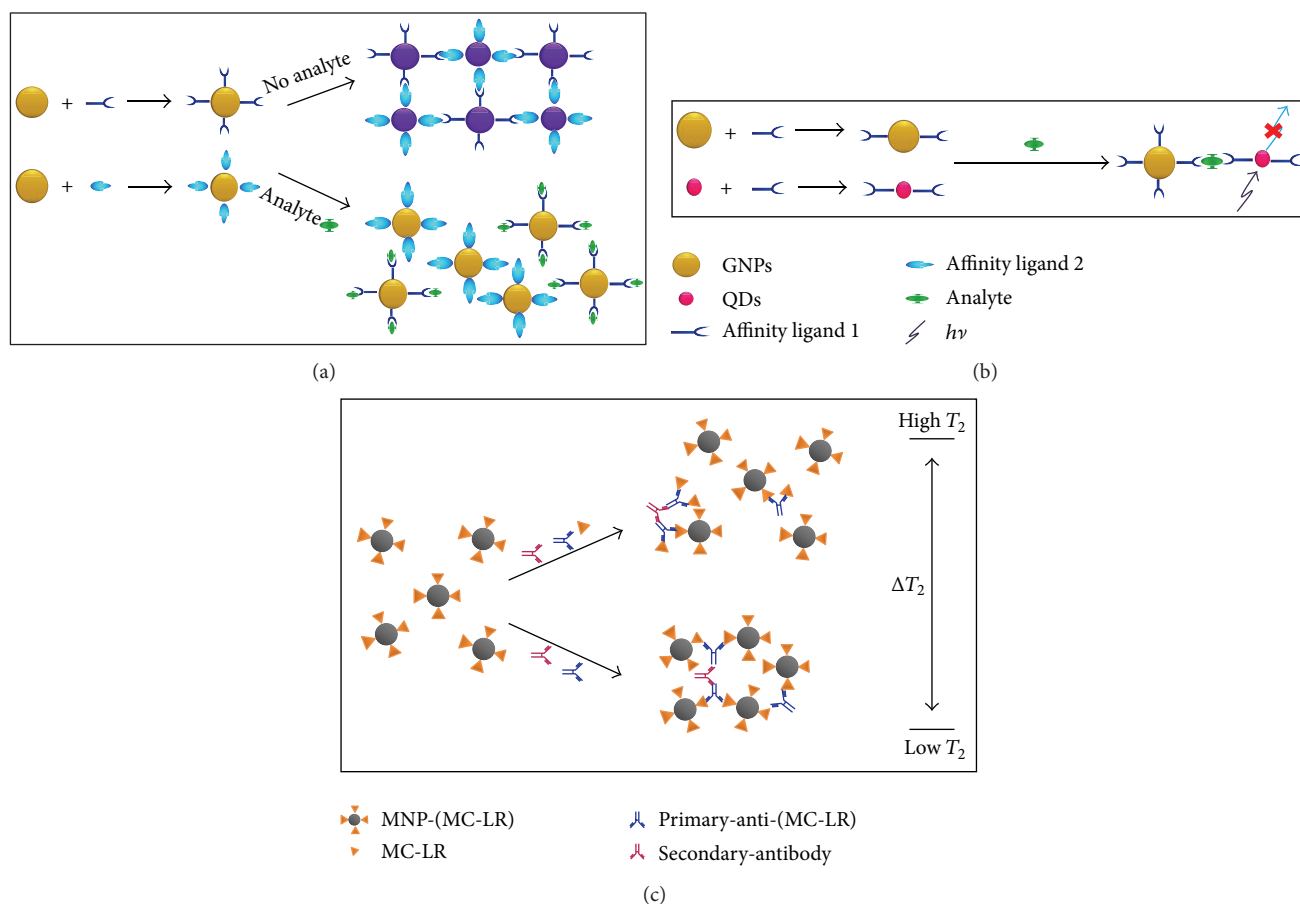 +
No analyte
+
Analyte
(a)
+
+
(b)
GNPs
QDs
Affinity ligand 1
Affinity ligand 2
Analyte
hν
High T₂
ΔT₂
Low T₂
MNP-(MC-LR)
MC-LR
Primary-anti-(MC-LR)
Secondary-antibody
(c)